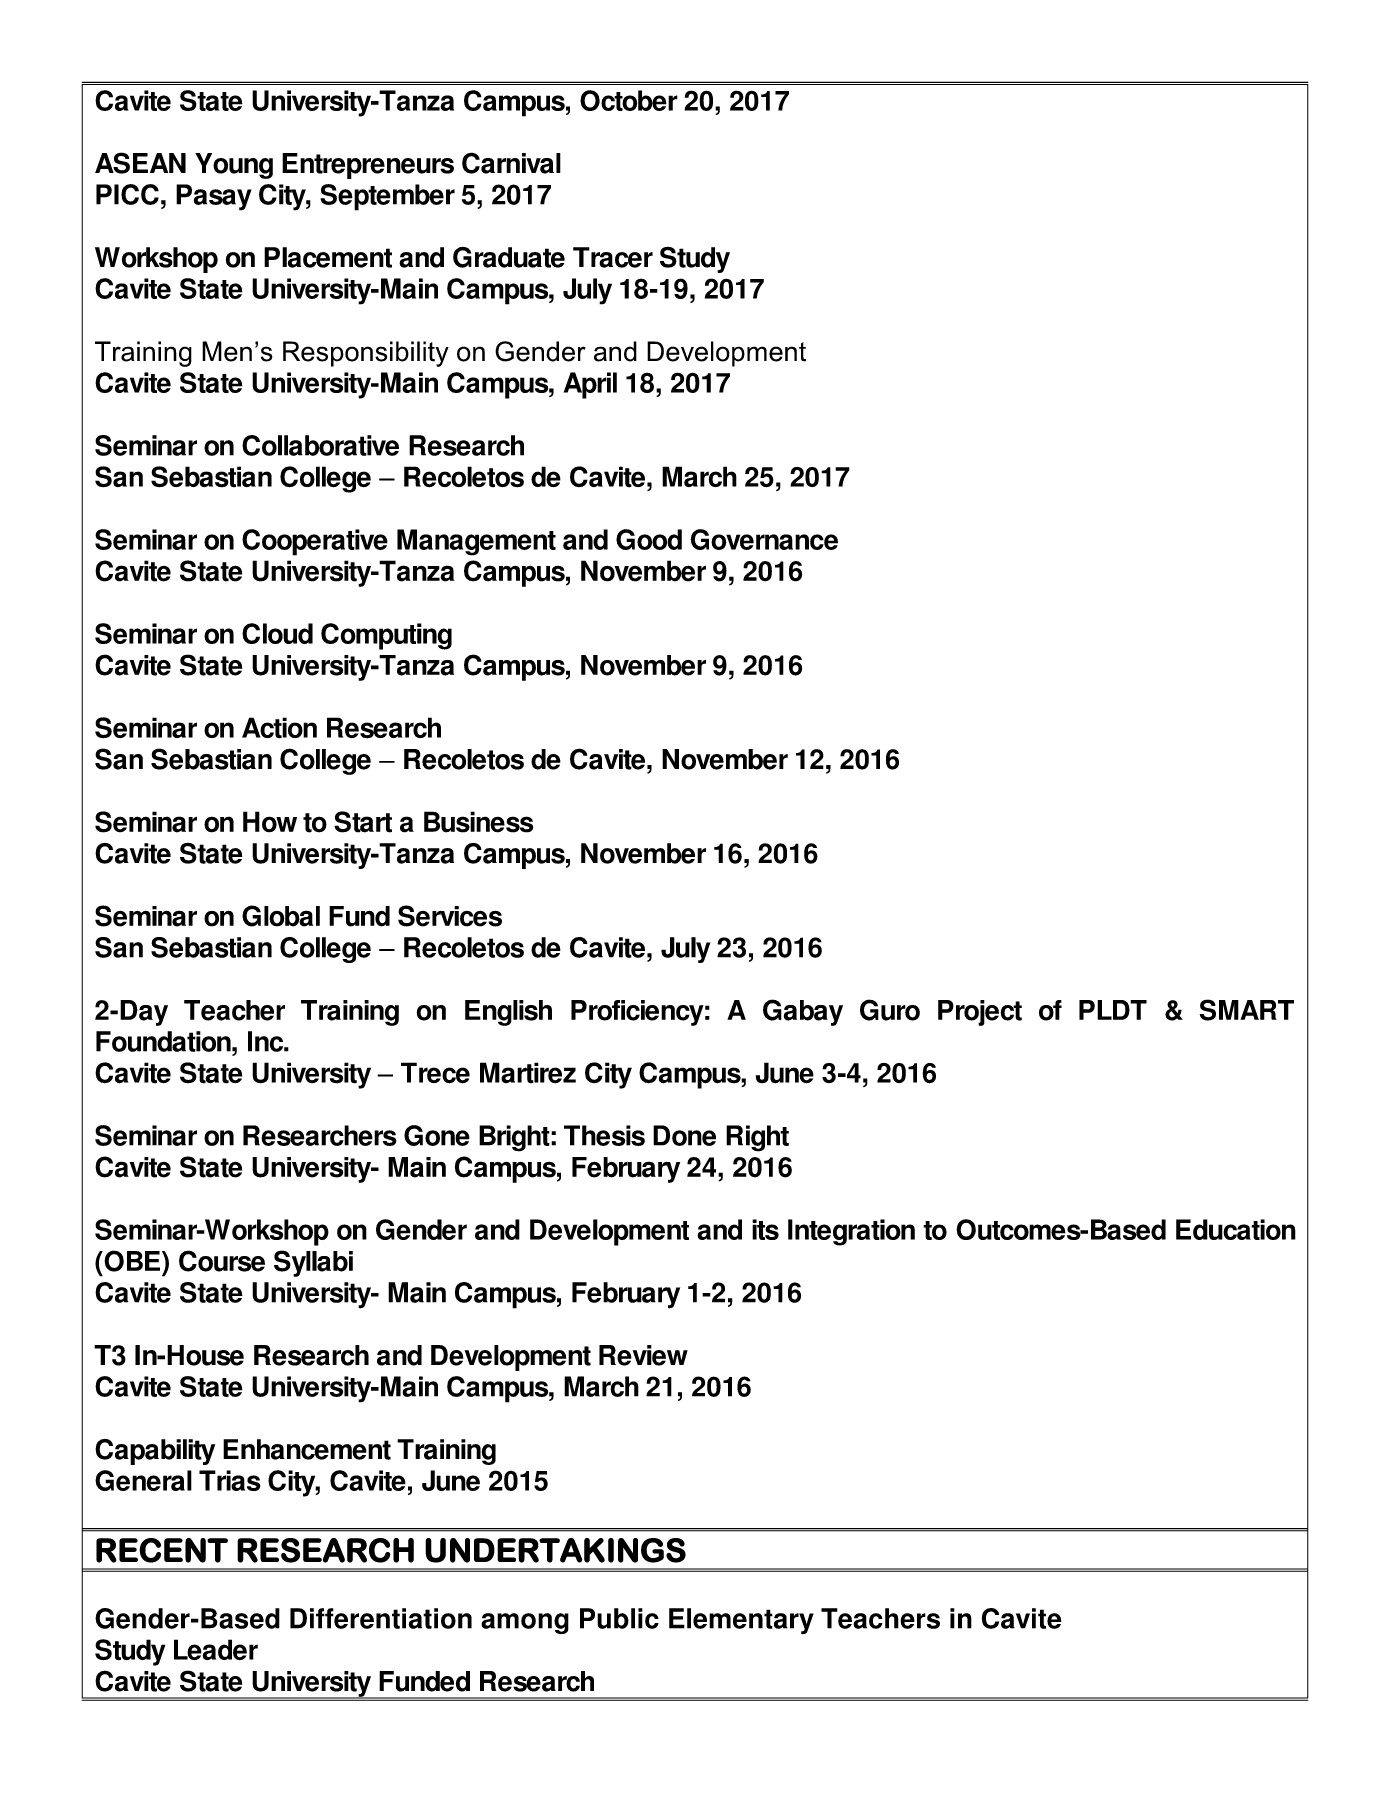 Cavite State University-Tanza Campus, October 20, 2017
ASEAN Young Entrepreneurs Carnival
PICC, Pasay City, September 5, 2017
Workshop on Placement and Graduate Tracer Study
Cavite State University-Main Campus, July 18-19, 2017
Training Men’s Responsibility on Gender and Development
Cavite State University-Main Campus, April 18, 2017
Seminar on Collaborative Research
San Sebastian College – Recoletos de Cavite, March 25, 2017
Seminar on Cooperative Management and Good Governance
Cavite State University-Tanza Campus, November 9, 2016
Seminar on Cloud Computing
Cavite State University-Tanza Campus, November 9, 2016
Seminar on Action Research
San Sebastian College – Recoletos de Cavite, November 12, 2016
Seminar on How to Start a Business
Cavite State University-Tanza Campus, November 16, 2016
Seminar on Global Fund Services
San Sebastian College – Recoletos de Cavite, July 23, 2016
2-Day Teacher Training on English Proficiency: A Gabay Guro Project of PLDT & SMART
Foundation, Inc.
Cavite State University – Trece Martirez City Campus, June 3-4, 2016
Seminar on Researchers Gone Bright: Thesis Done Right
Cavite State University- Main Campus, February 24, 2016
Seminar-Workshop on Gender and Development and its Integration to Outcomes-Based Education
(OBE) Course Syllabi
Cavite State University- Main Campus, February 1-2, 2016
T3 In-House Research and Development Review
Cavite State University-Main Campus, March 21, 2016
Capability Enhancement Training
General Trias City, Cavite, June 2015
RECENT RESEARCH UNDERTAKINGS
Gender-Based Differentiation among Public Elementary Teachers in Cavite
Study Leader
Cavite State University Funded Research